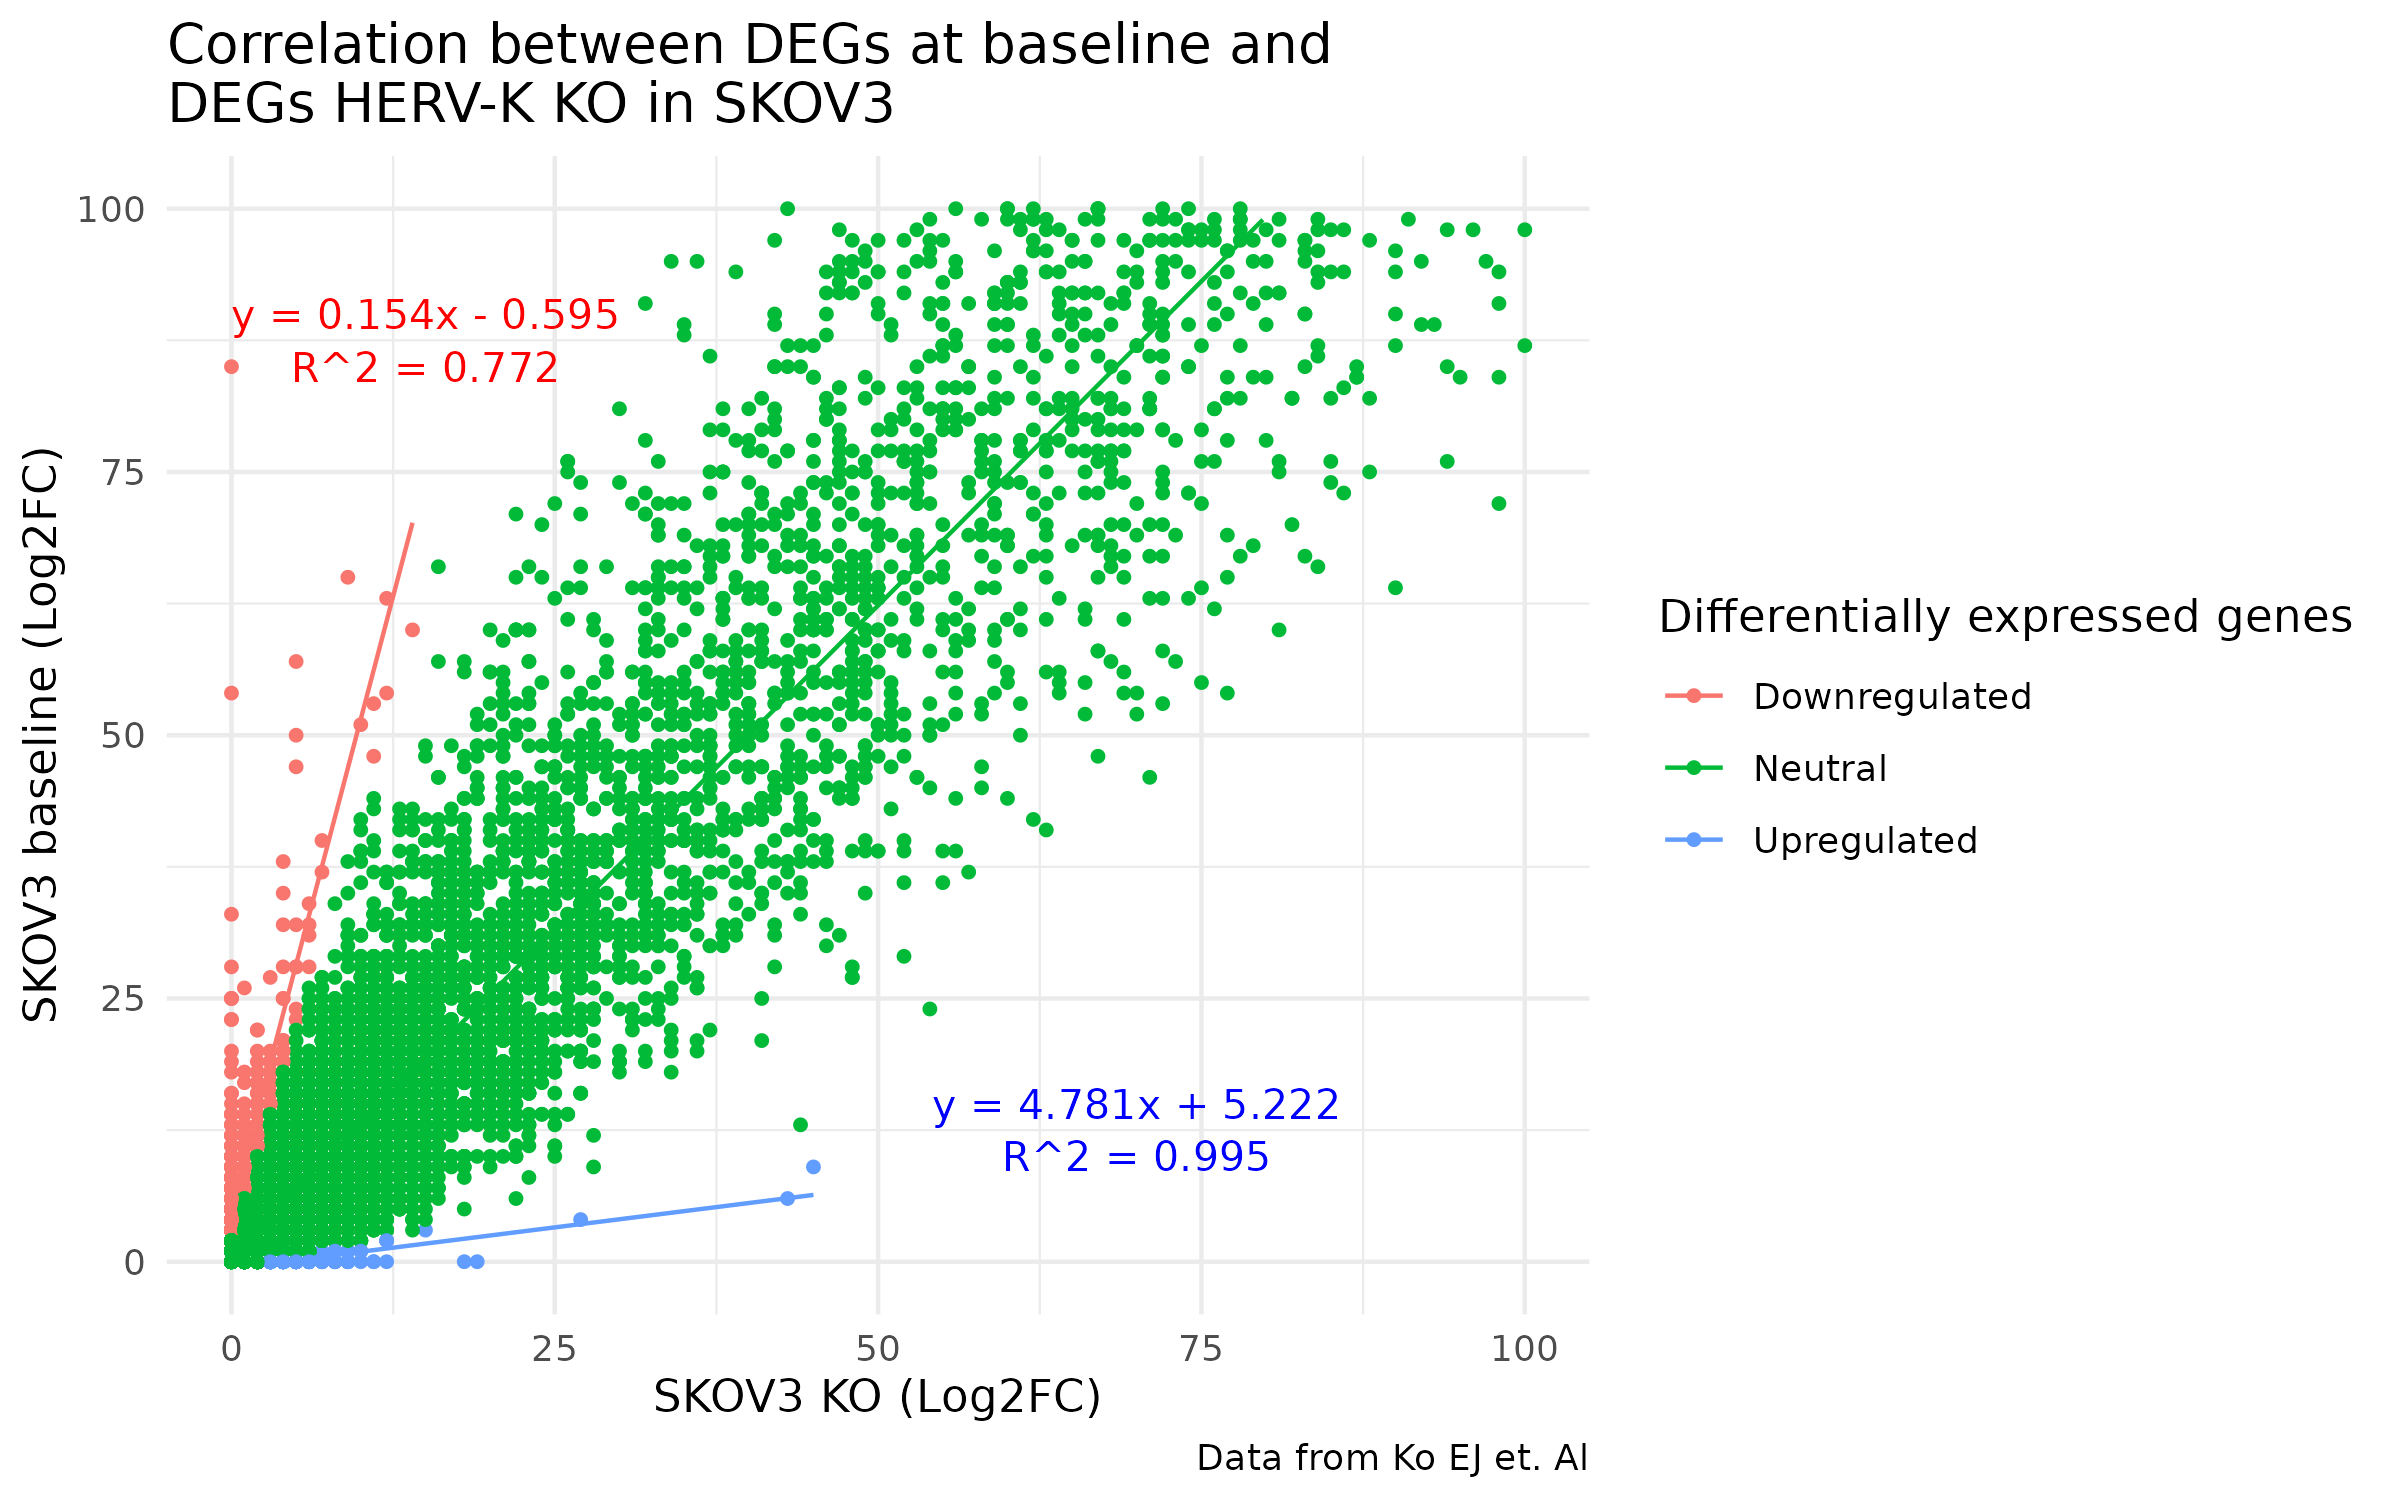 Correlation between DEGs at baseline and
DEGs HERV-K KO in SKOV3
SKOV3 baseline (Log2FC)
100
75
50
25
0
y = 0.154x - 0.595
R^2 = 0.772
y = 4.781x + 5.222
R^2 = 0.995
0
25
50
75
100
SKOV3 KO (Log2FC)
Differentially expressed genes
Downregulated
Neutral
Upregulated
Data from Ko EJ et. Al